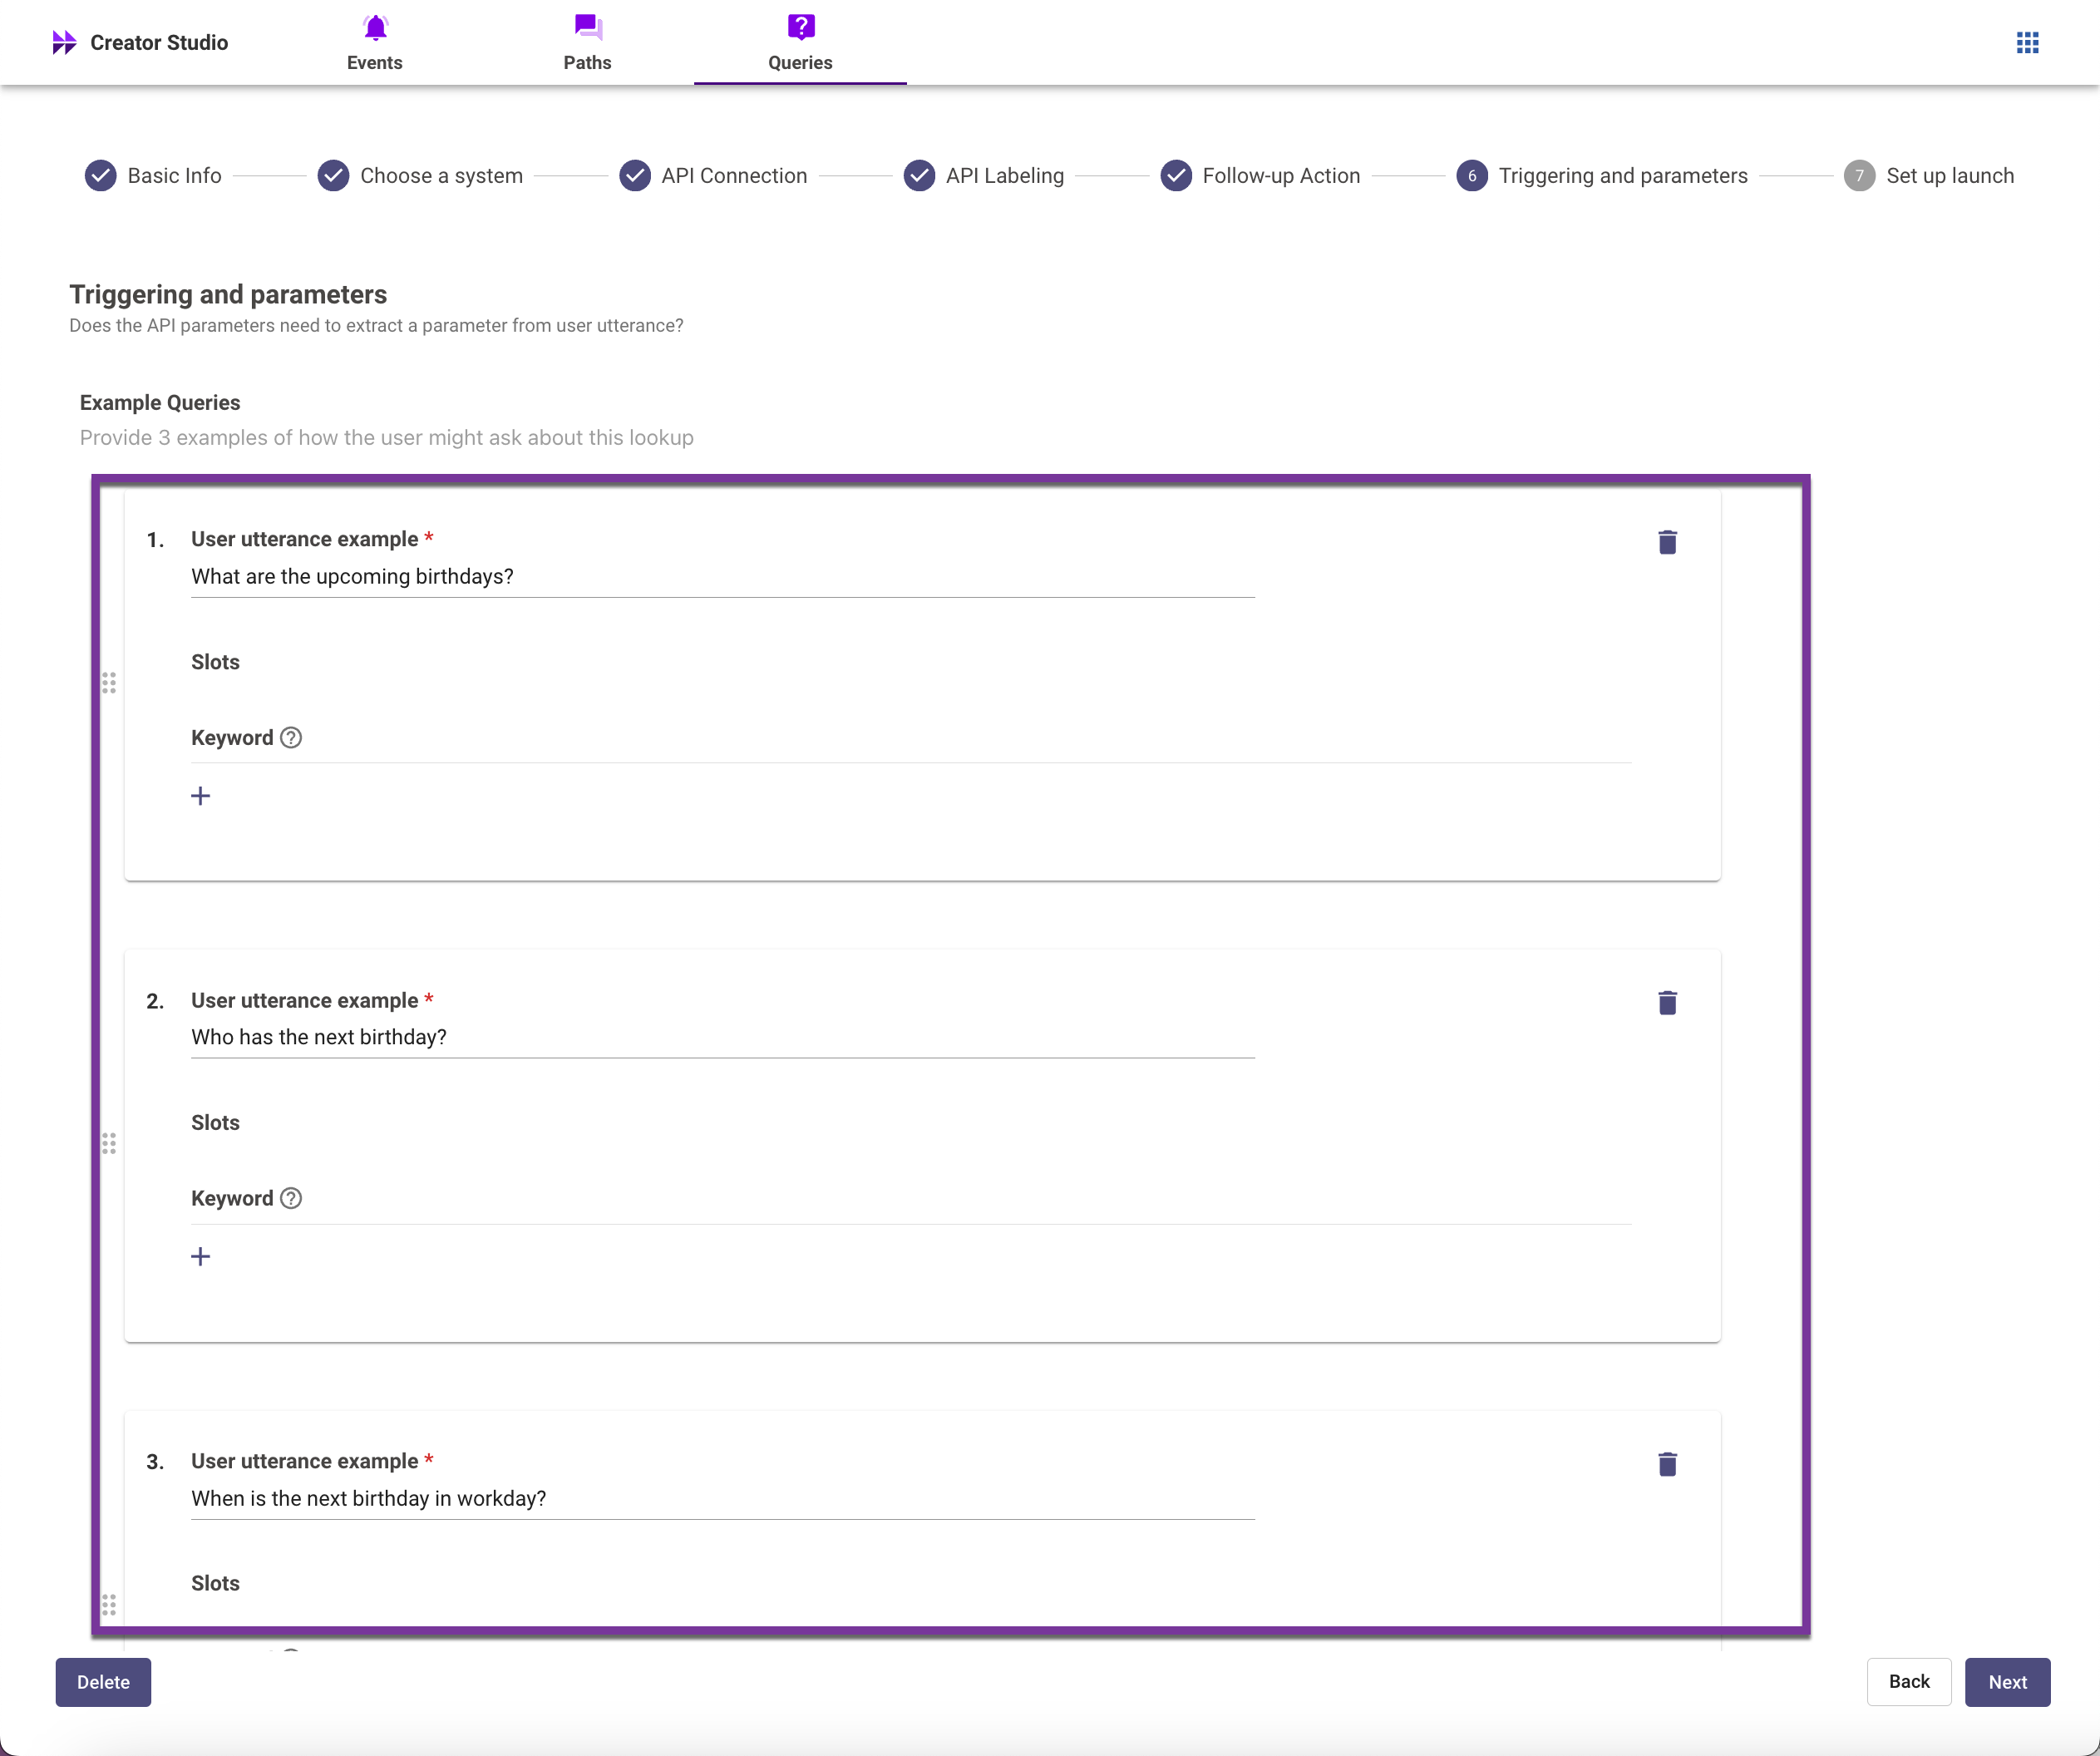 Creator Studio
Events
Paths
Queries
Basic Info
Choose a system
API Connection
API Labeling
Follow-up Action
6 Triggering and parameters
7 Set up launch
Triggering and parameters
Does the API parameters need to extract a parameter from user utterance?
Example Queries
Provide 3 examples of how the user might ask about this lookup
1. User utterance example *
What are the upcoming birthdays?
Slots
Keyword ?
+
2. User utterance example *
Who has the next birthday?
Slots
Keyword ?
+
3. User utterance example *
When is the next birthday in workday?
Slots
Delete
Back
Next